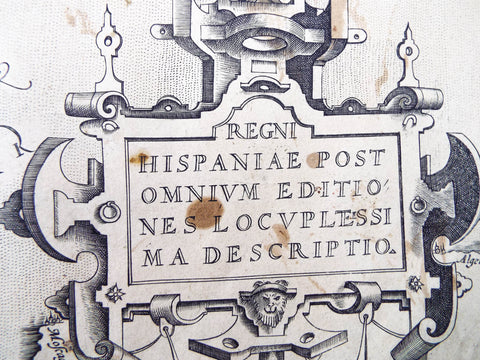 REGNI
HISPANIAE POST
OMNIVM EDITIO
NES LOCVPLESSI
MA DESCRIPTIO.